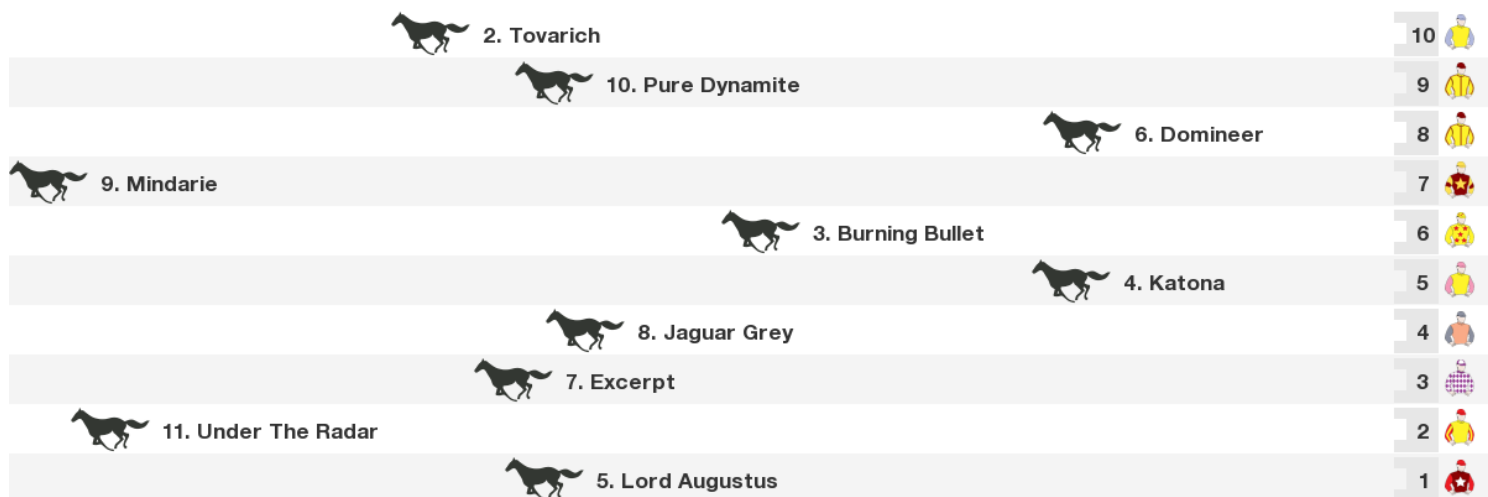 2. Tovarich 10
10. Pure Dynamite 9
6. Domineer 8
9. Mindarie 7
3. Burning Bullet 6
4. Katona 5
8. Jaguar Grey 4
7. Excerpt 3
11. Under The Radar 2
5. Lord Augustus 1